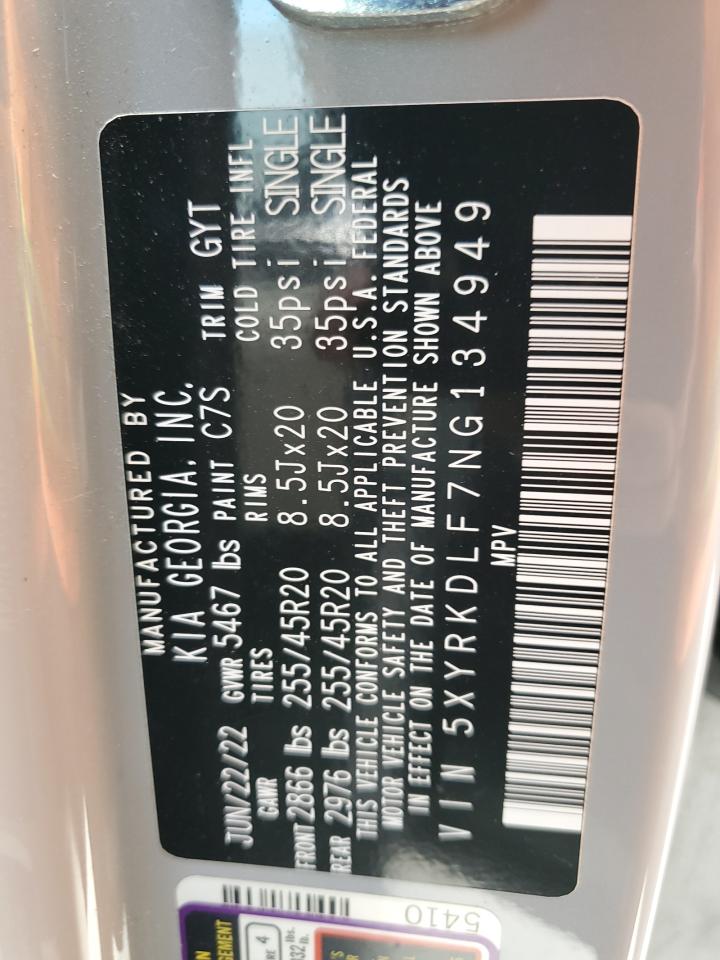 MANUFACTURED BY
KIA GEORGIA, INC.
JUN/22/22 GVWR 5467 lbs PAINT C7S TRIM GYT
GAWR TIRES RIMS COLD TIRE INFL
FRONT 2866 lbs 255/45R20 8.5Jx20 35psi SINGLE
REAR 2976 lbs 255/45R20 8.5Jx20 35psi SINGLE
THIS VEHICLE CONFORMS TO ALL APPLICABLE U.S.A. FEDERAL
MOTOR VEHICLE SAFETY AND THEFT PREVENTION STANDARDS
IN EFFECT ON THE DATE OF MANUFACTURE SHOWN ABOVE
VIN 5XYRKDLF7NG134949
MPV
5410